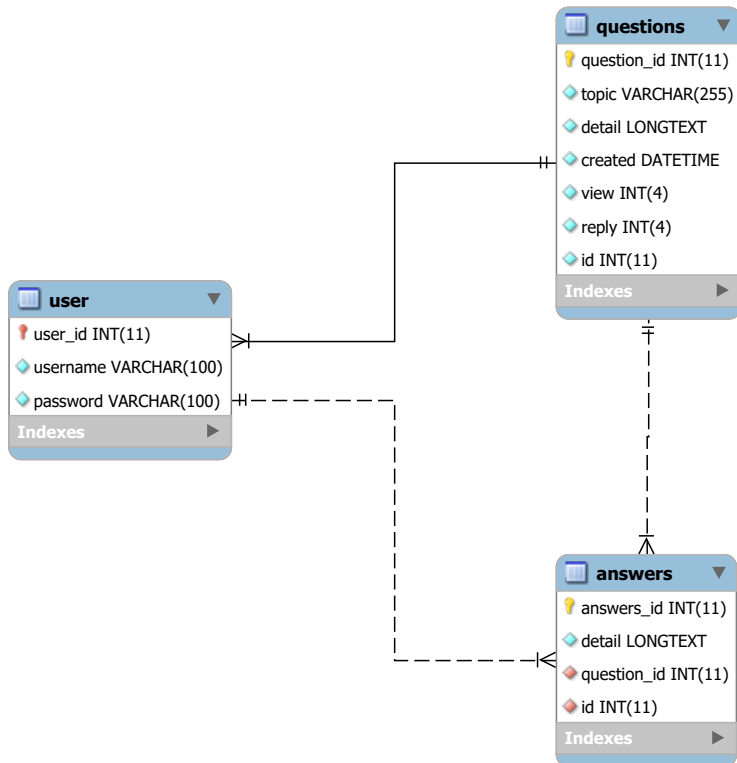 questions
question_id INT(11)
topic VARCHAR(255)
detail LONGTEXT
created DATETIME
view INT(4)
reply INT(4)
id INT(11)
Indexes
user
user_id INT(11)
username VARCHAR(100)
password VARCHAR(100)
Indexes
answers
answers_id INT(11)
detail LONGTEXT
question_id INT(11)
id INT(11)
Indexes